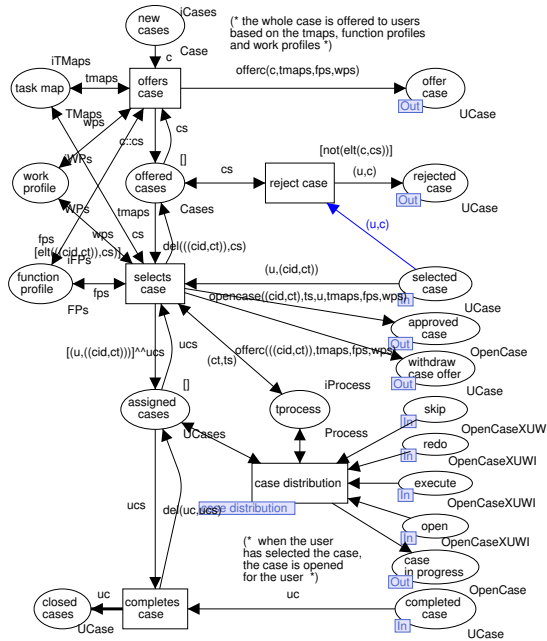 new
cases
iCases
Case
c
(* the whole case is offered to users
based on the tmaps, function profiles
and work profiles *)
iTMaps
task map
tmaps
TMaps
offers
case
offerc(c,tmaps,fps,wps)
offer
case
Out
UCase
wps
WPs
c::cs
cs
[]
work
profile
WPs
offered
cases
Cases
cs
reject case
[not(elt(c,cs))]
(u,c)
rejected
case
Out
UCase
tmaps
cs
wps
fps
[elt(((cid,ct)),cs)]
iFPs
del(((cid,ct)),cs)
(u,c)
function
profile
FPs
fps
selects
case
(u,(cid,ct))
selected
case
In
UCase
opencase((cid,ct),ts,u,tmaps,fps,wps)
approved
case
Out
OpenCase
[(u,((cid,ct)))]^^ucs
ucs
offerc(((cid,ct)),tmaps,fps,wps)
(ct,ts)
withdraw
case offer
Out
UCase
[]
assigned
cases
UCases
iProcess
tprocess
Process
skip
In
OpenCaseXUW
redo
In
OpenCaseXUWI
case distribution
case distribution
execute
In
OpenCaseXUWI
open
In
OpenCaseXUWI
ucs
del(uc,ucs)
(* when the user
has selected the case,
the case is opened
for the user *)
case
in progress
Out
OpenCase
closed
cases
UCase
uc
completes
case
uc
completed
case
In
UCase